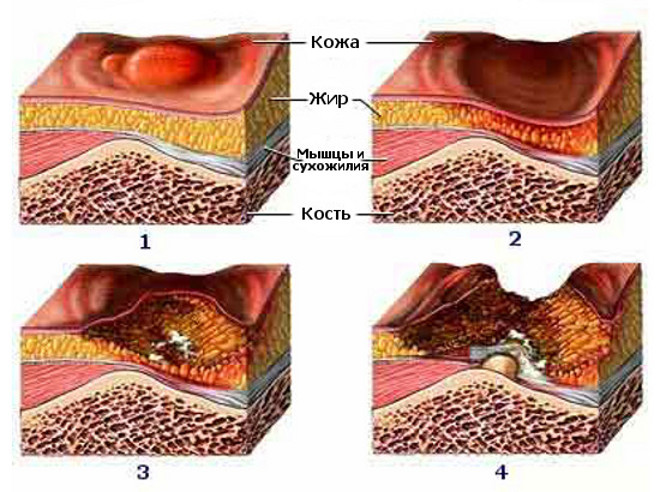 Кожа
Жир
Мышцы и
сухожилия
Кость
1
2
3
4